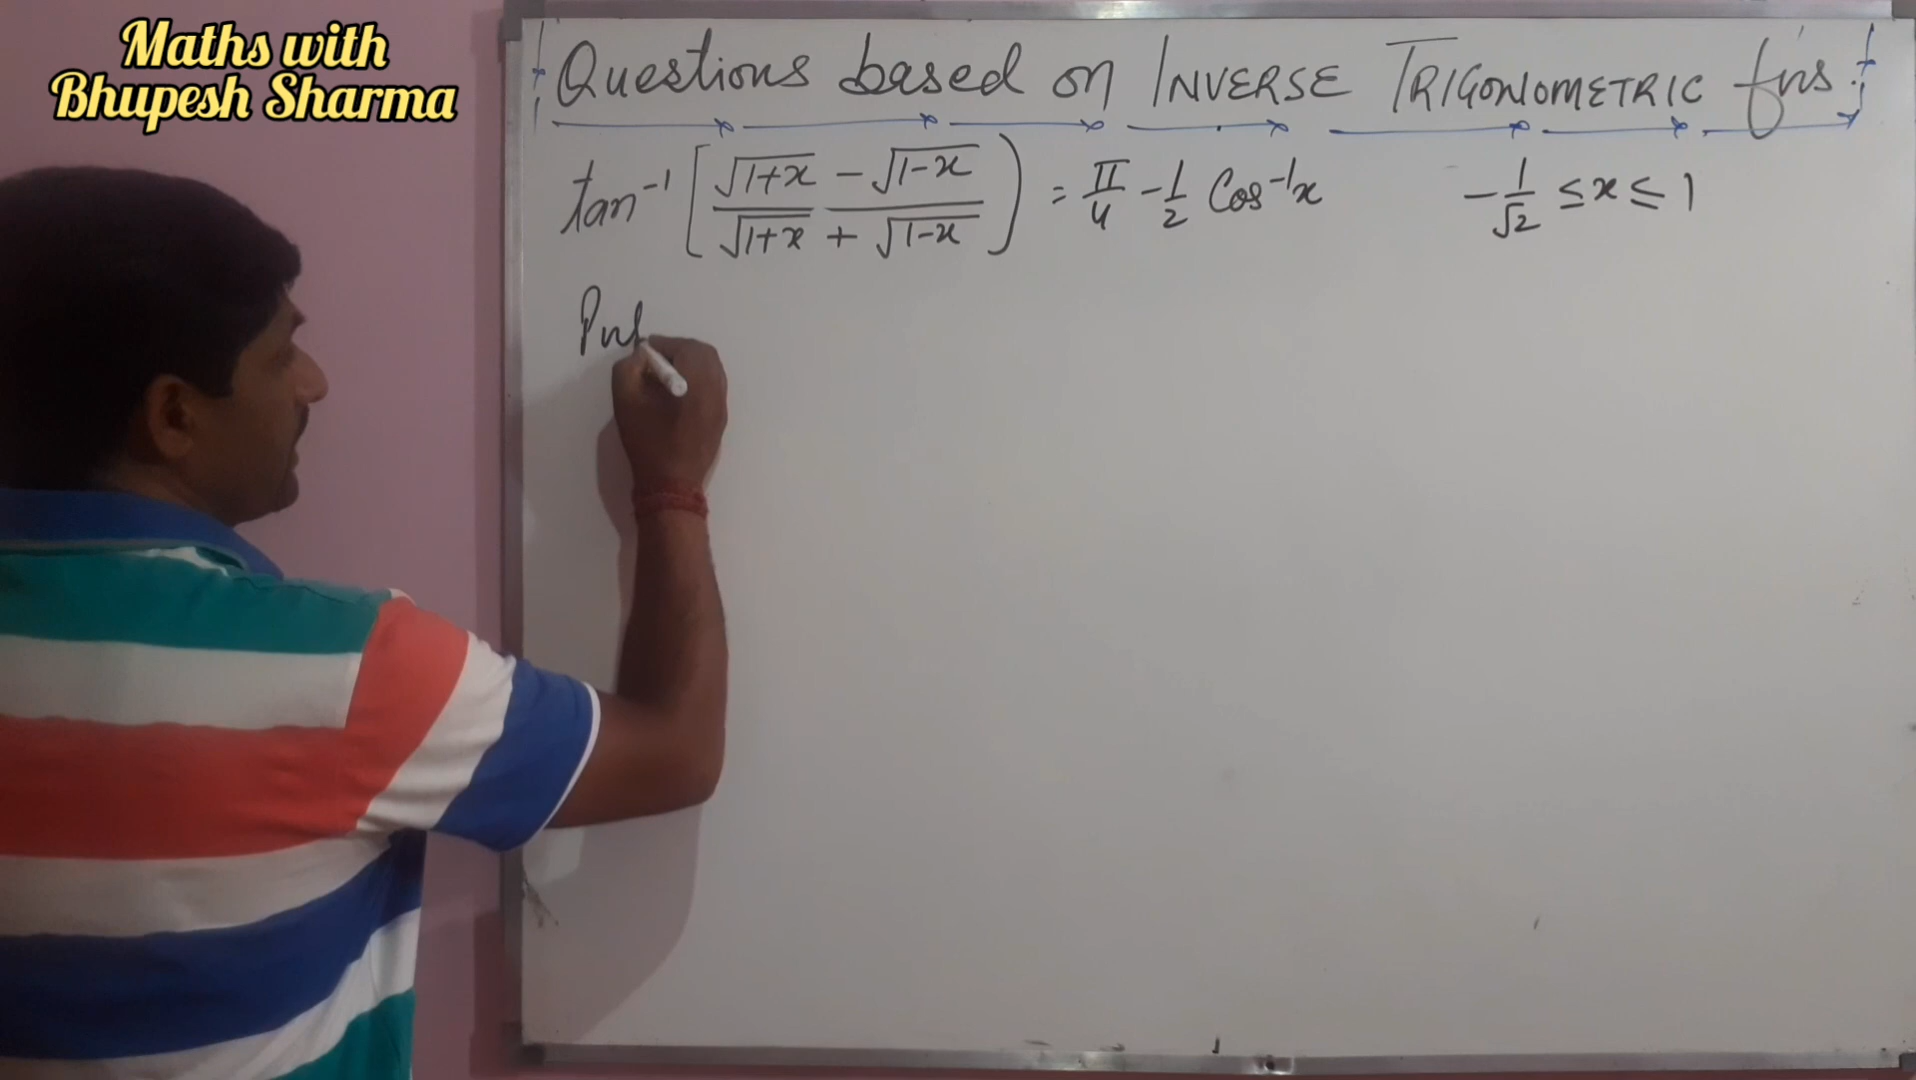 Maths with
Bhupesh Sharma
Questions based on INVERSE TRIGONOMETRIC fns.
tan⁻¹ [ (√1+x − √1−x) / (√1+x + √1−x) ) = π/4 − 1/2 Cos⁻¹x   −1/√2 ≤ x ≤ 1
Put